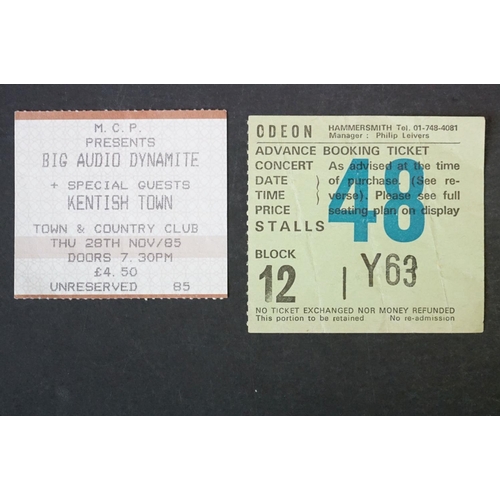 M.C.P.
PRESENTS
BIG AUDIO DYNAMITE
+ SPECIAL GUESTS
KENTISH TOWN
TOWN & COUNTRY CLUB
THU 28TH NOV/85
DOORS 7.30PM
£4.50
UNRESERVED 85
ODEON HAMMERSMITH Tel. 01-748-4081
Manager : Philip Leivers
ADVANCE BOOKING TICKET
CONCERT ) As advised at the time
DATE ) of purchase. (See re-
TIME ) verse). Please see full
PRICE ) seating plan on display
48
STALLS
BLOCK
12 Y63
NO TICKET EXCHANGED NOR MONEY REFUNDED
This portion to be retained No re-admission